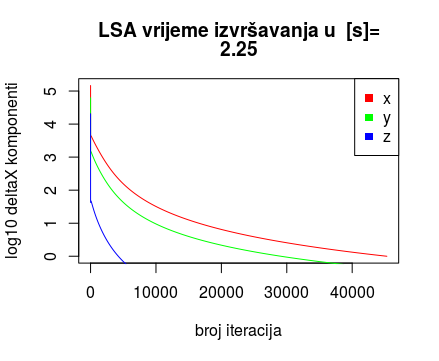 LSA vrijeme izvršavanja u  [s]=
2.25
log10 deltaX komponenti
5
4
3
2
1
0
x
y
z
0 10000 20000 30000 40000
broj iteracija